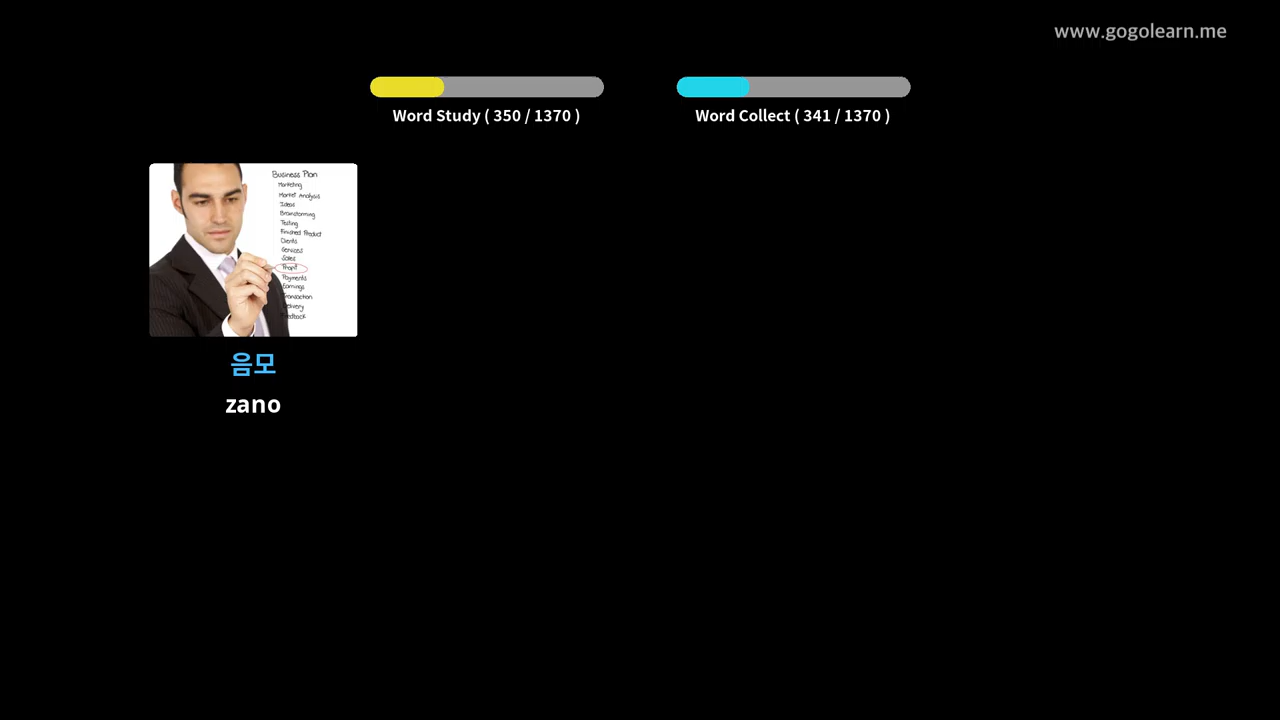 www.gogolearn.me
Word Study ( 350 / 1370 )
Word Collect ( 341 / 1370 )
Business Plan
Marketing
Market Analysis
Ideas
Brainstorming
Testing
Finished Product
Clients
Services
Sales
Profit
Payments
Earnings
Transaction
Delivery
Feedback
음모
zano